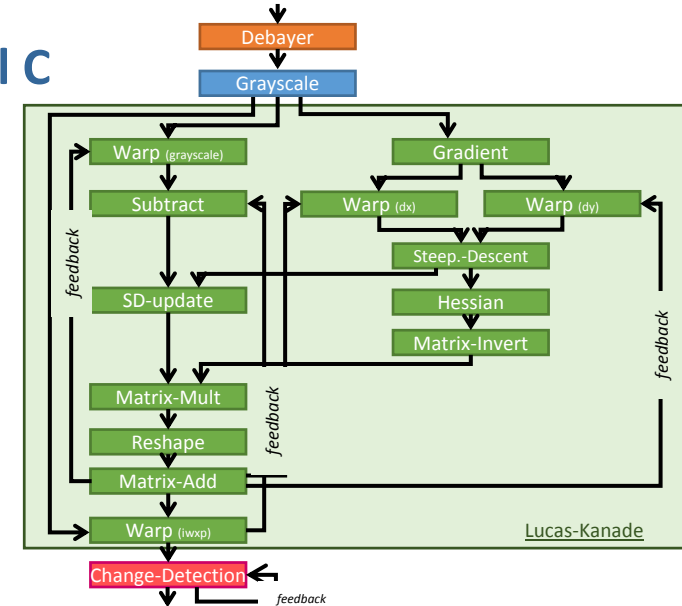 l C
Debayer
Grayscale
Warp (grayscale)
Gradient
Subtract
Warp (dx)
Warp (dy)
feedback
Steep.-Descent
SD-update
Hessian
Matrix-Invert
feedback
Matrix-Mult
feedback
Reshape
Matrix-Add
Warp (iwxp)
Lucas-Kanade
Change-Detection
feedback